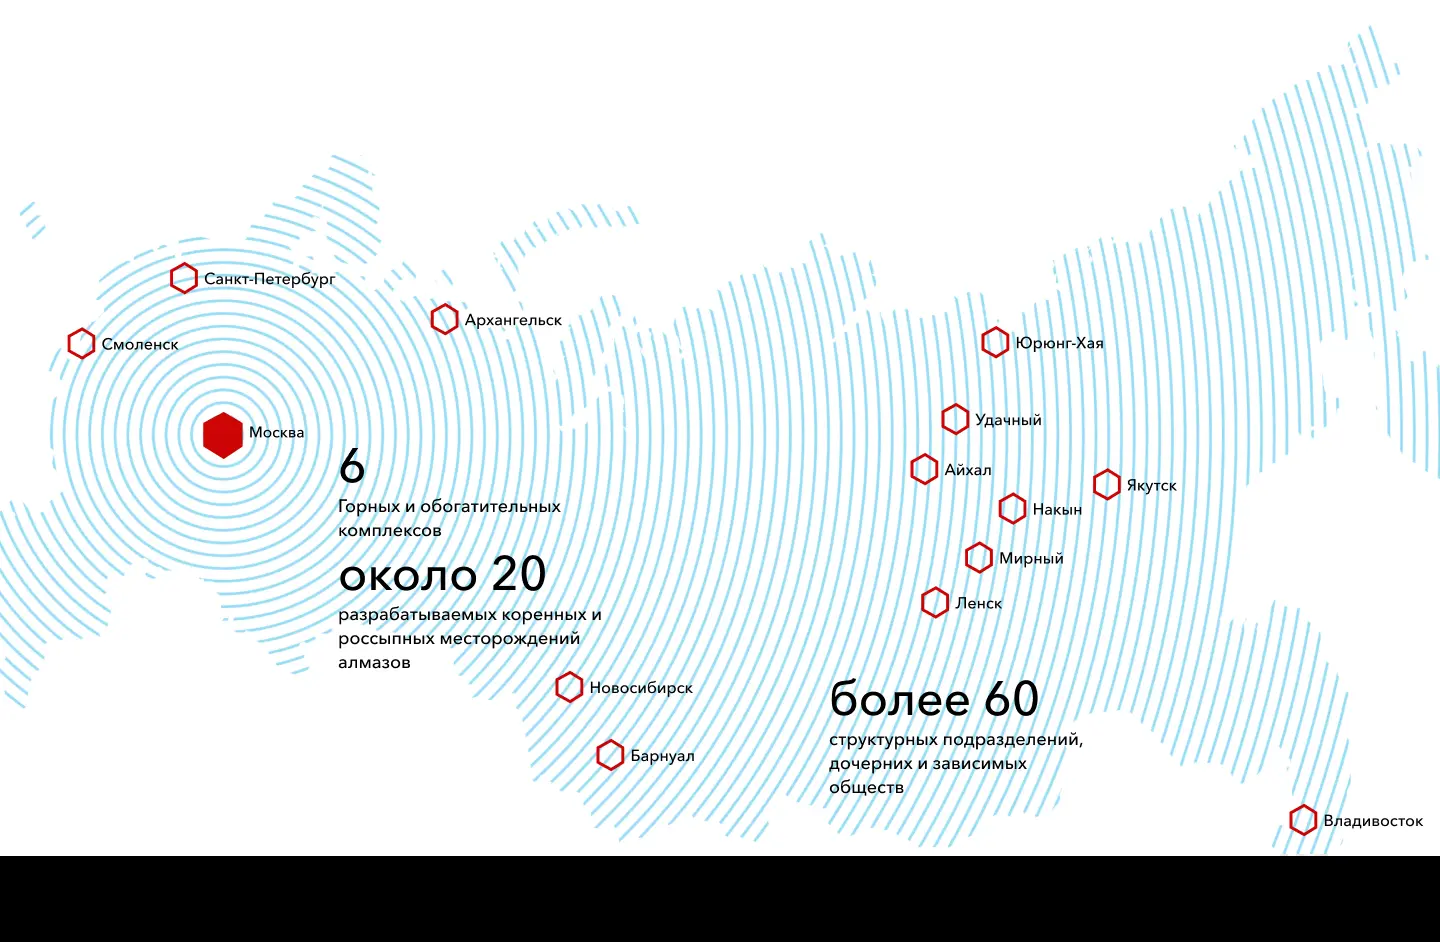 Санкт-Петербург
Архангельск
Смоленск
Юрюнг-Хая
Удачный
Москва
6
Горных и обогатительных
комплексов
Айхал
Якутск
Накын
Мирный
около 20
разрабатываемых коренных и
россыпных месторождений
алмазов
Ленск
Новосибирск
Барнаул
более 60
структурных подразделений,
дочерних и зависимых
обществ
Владивосток